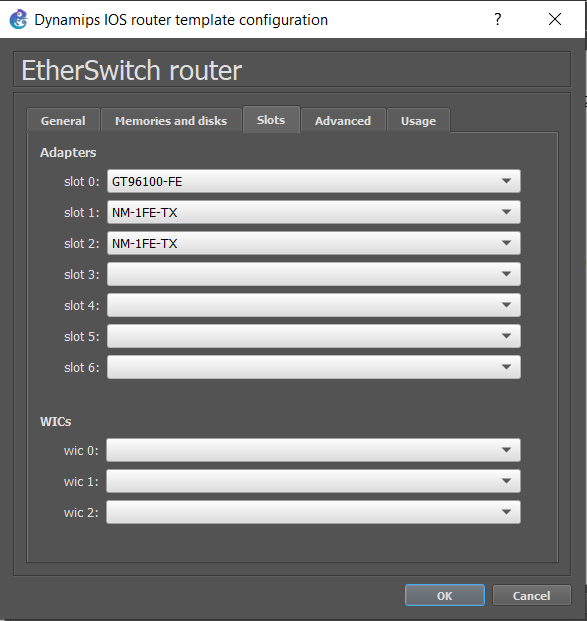 Dynamips IOS router template configuration
EtherSwitch router
General Memories and disks Slots Advanced Usage
Adapters
slot 0: GT96100-FE
slot 1: NM-1FE-TX
slot 2: NM-1FE-TX
slot 3:
slot 4:
slot 5:
slot 6:
WICs
wic 0:
wic 1:
wic 2:
OK Cancel